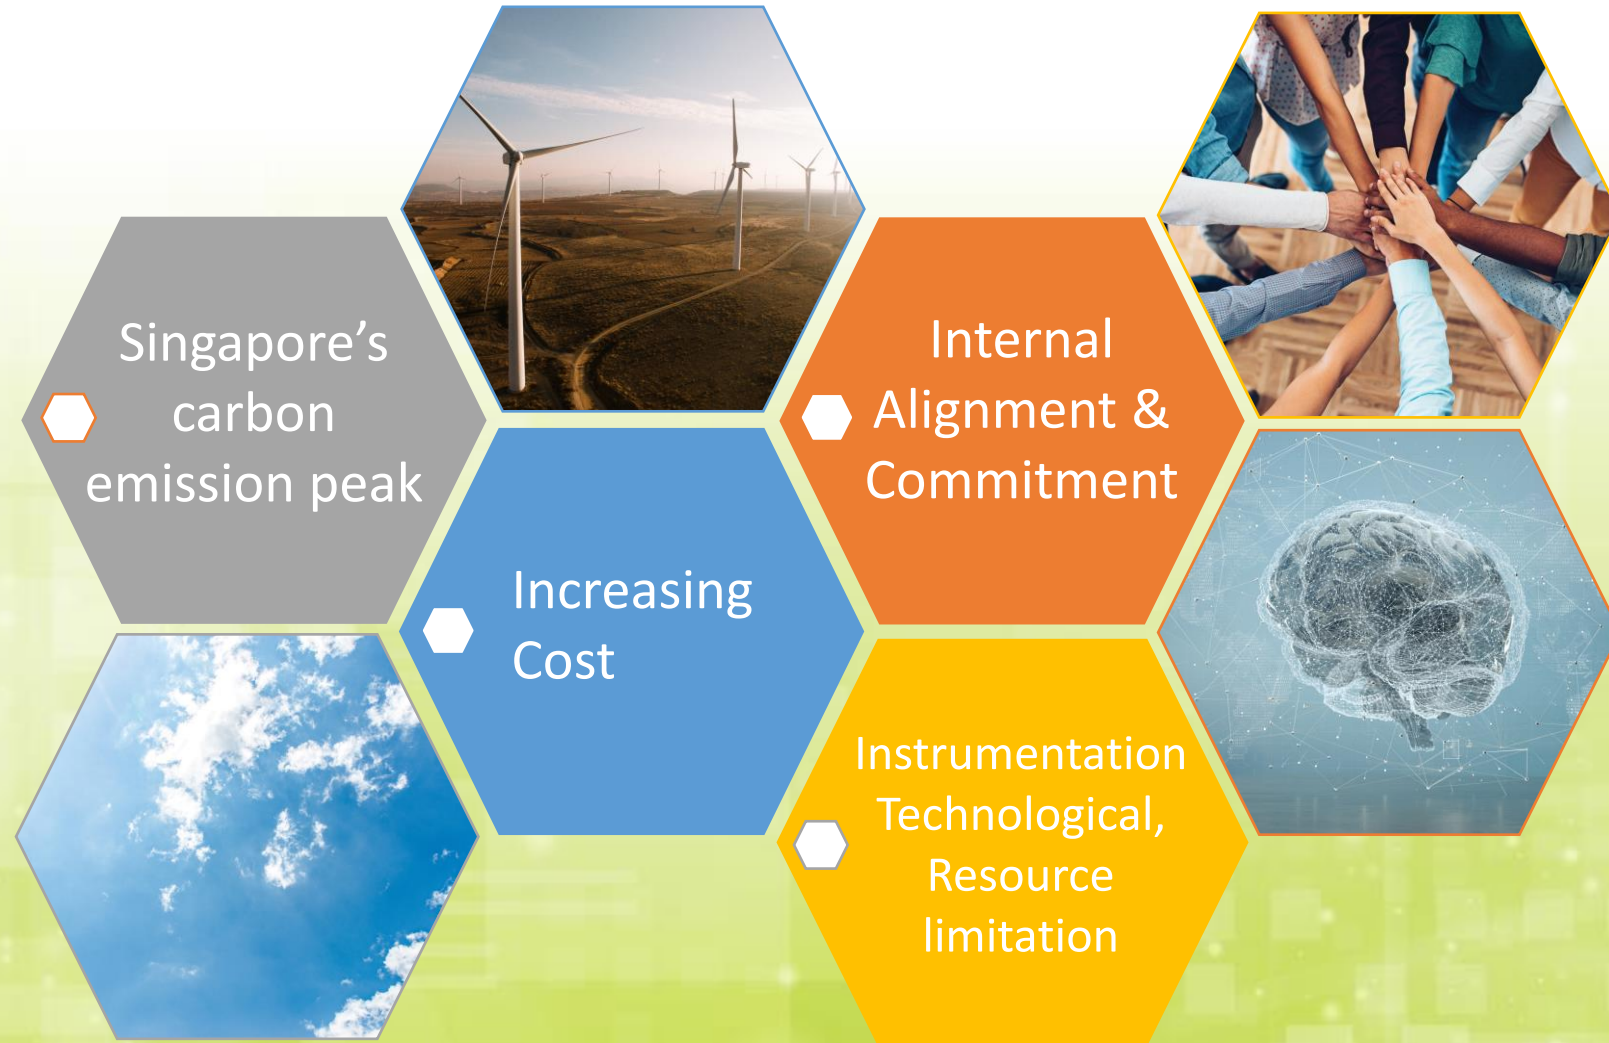 Singapore’s
carbon
emission peak
Increasing
Cost
Internal
Alignment &
Commitment
Instrumentation
Technological,
Resource
limitation